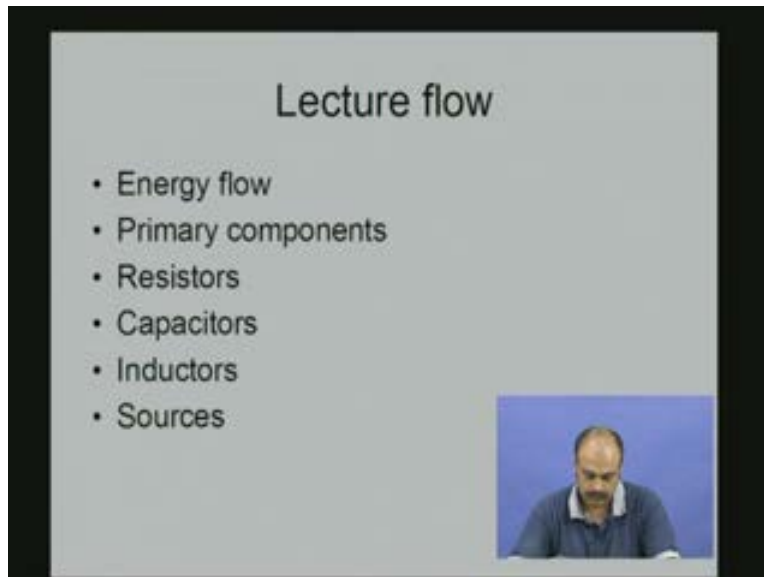 Lecture flow
• Energy flow
• Primary components
• Resistors
• Capacitors
• Inductors
• Sources